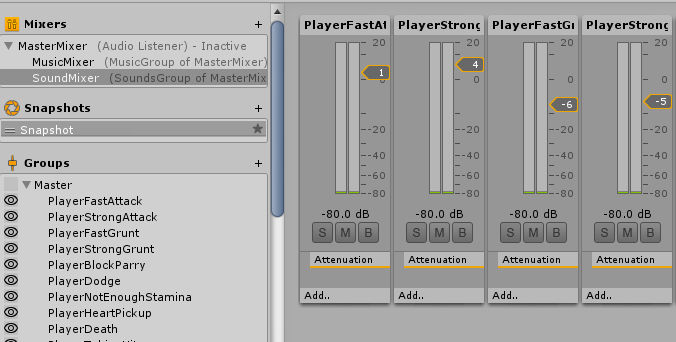 Mixers +
MasterMixer (Audio Listener) - Inactive
MusicMixer (MusicGroup of MasterMixer)
SoundMixer (SoundsGroup of MasterMix
Snapshots +
Snapshot
Groups +
Master
PlayerFastAttack
PlayerStrongAttack
PlayerFastGrunt
PlayerStrongGrunt
PlayerBlockParry
PlayerDodge
PlayerNotEnoughStamina
PlayerHeartPickup
PlayerDeath
PlayerFastAt
20
1
0
-20
-40
-60
-80
-80.0 dB
S M B
Attenuation
Add..
PlayerStrong
20
4
0
-20
-40
-60
-80
-80.0 dB
S M B
Attenuation
Add..
PlayerFastGr
20
0
-6
-20
-40
-60
-80
-80.0 dB
S M B
Attenuation
Add..
PlayerStrong
20
0
-5
-20
-40
-60
-80
-80.0 dB
S M B
Attenuation
Add..